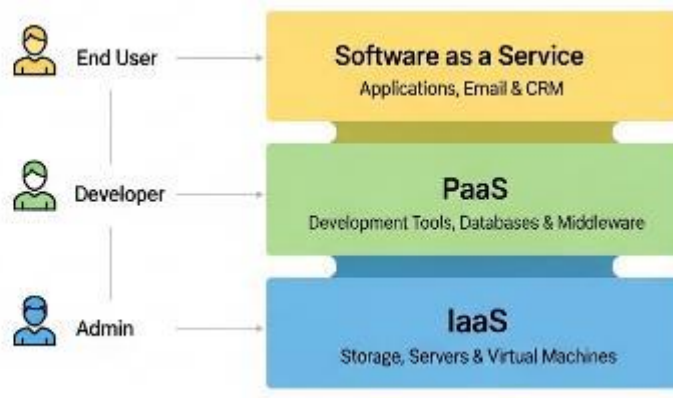 End User
Software as a Service
Applications, Email & CRM
Developer
PaaS
Development Tools, Databases & Middleware
Admin
IaaS
Storage, Servers & Virtual Machines